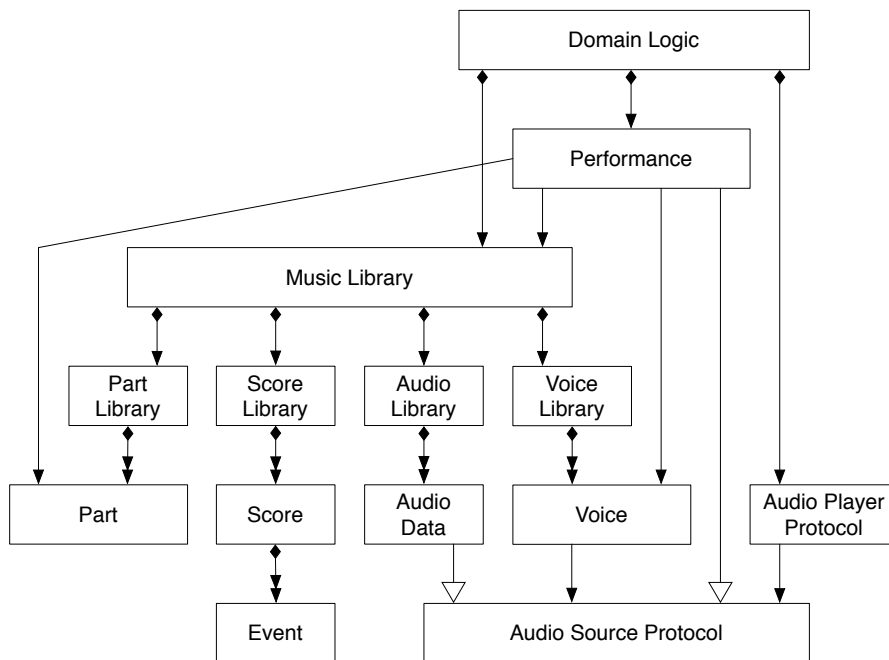 Domain Logic
Performance
Music Library
Part
Library
Score
Library
Audio
Library
Voice
Library
Part
Score
Audio
Data
Voice
Audio Player
Protocol
Event
Audio Source Protocol